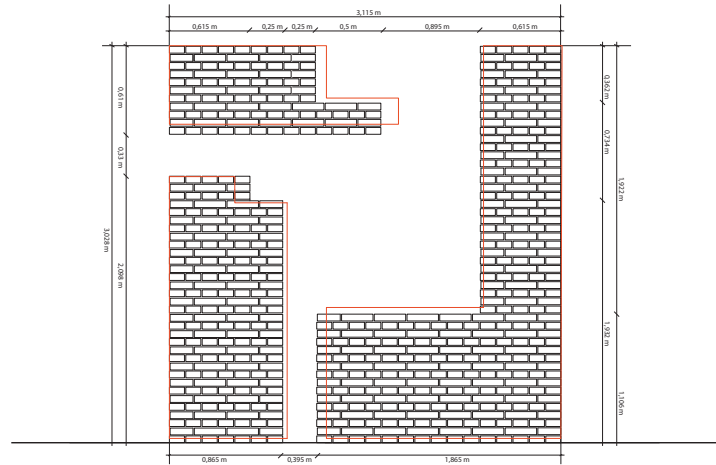 3,115 m
0,615 m
0,25 m
0,25 m
0,5 m
0,895 m
0,615 m
0,61 m
0,33 m
3,028 m
2,098 m
0,362 m
0,734 m
1,922 m
1,932 m
1,106 m
0,865 m
0,395 m
1,865 m